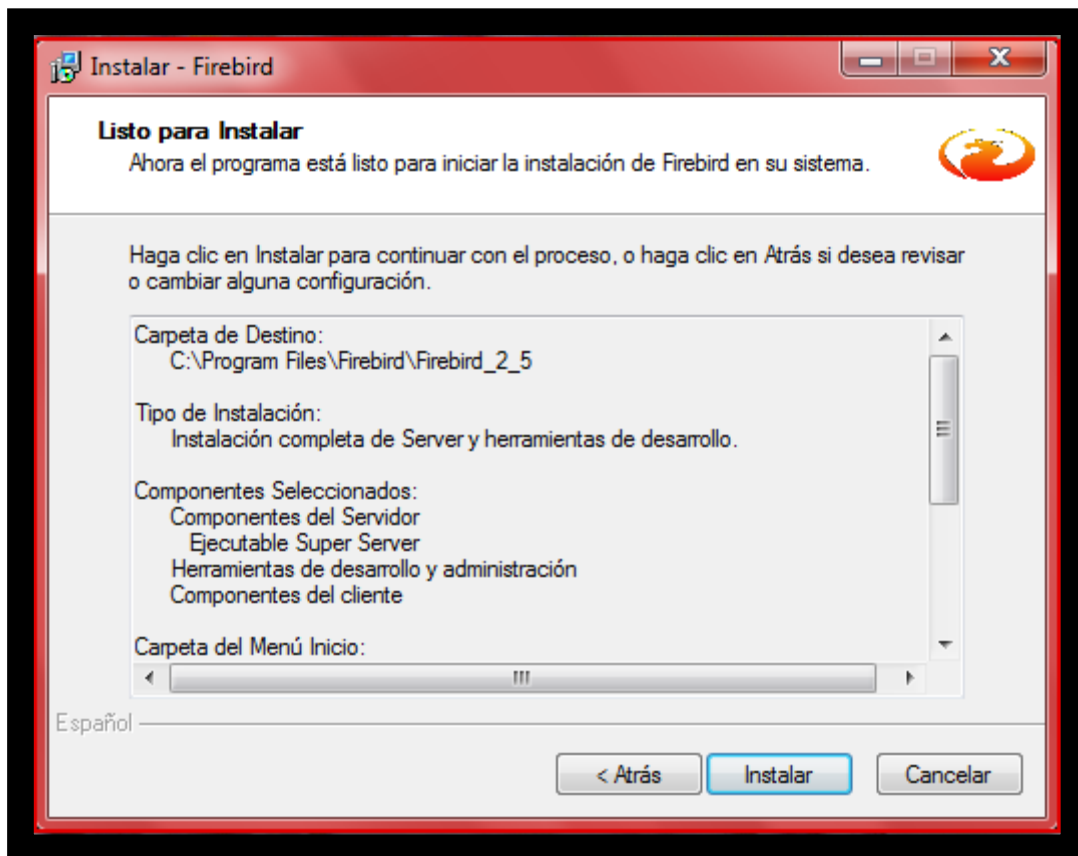 Instalar - Firebird
Listo para Instalar
Ahora el programa está listo para iniciar la instalación de Firebird en su sistema.
Haga clic en Instalar para continuar con el proceso, o haga clic en Atrás si desea revisar
o cambiar alguna configuración.
Carpeta de Destino:
C:\Program Files\Firebird\Firebird_2_5
Tipo de Instalación:
Instalación completa de Server y herramientas de desarrollo.
Componentes Seleccionados:
Componentes del Servidor
Ejecutable Super Server
Herramientas de desarrollo y administración
Componentes del cliente
Carpeta del Menú Inicio:
Español
< Atrás
Instalar
Cancelar